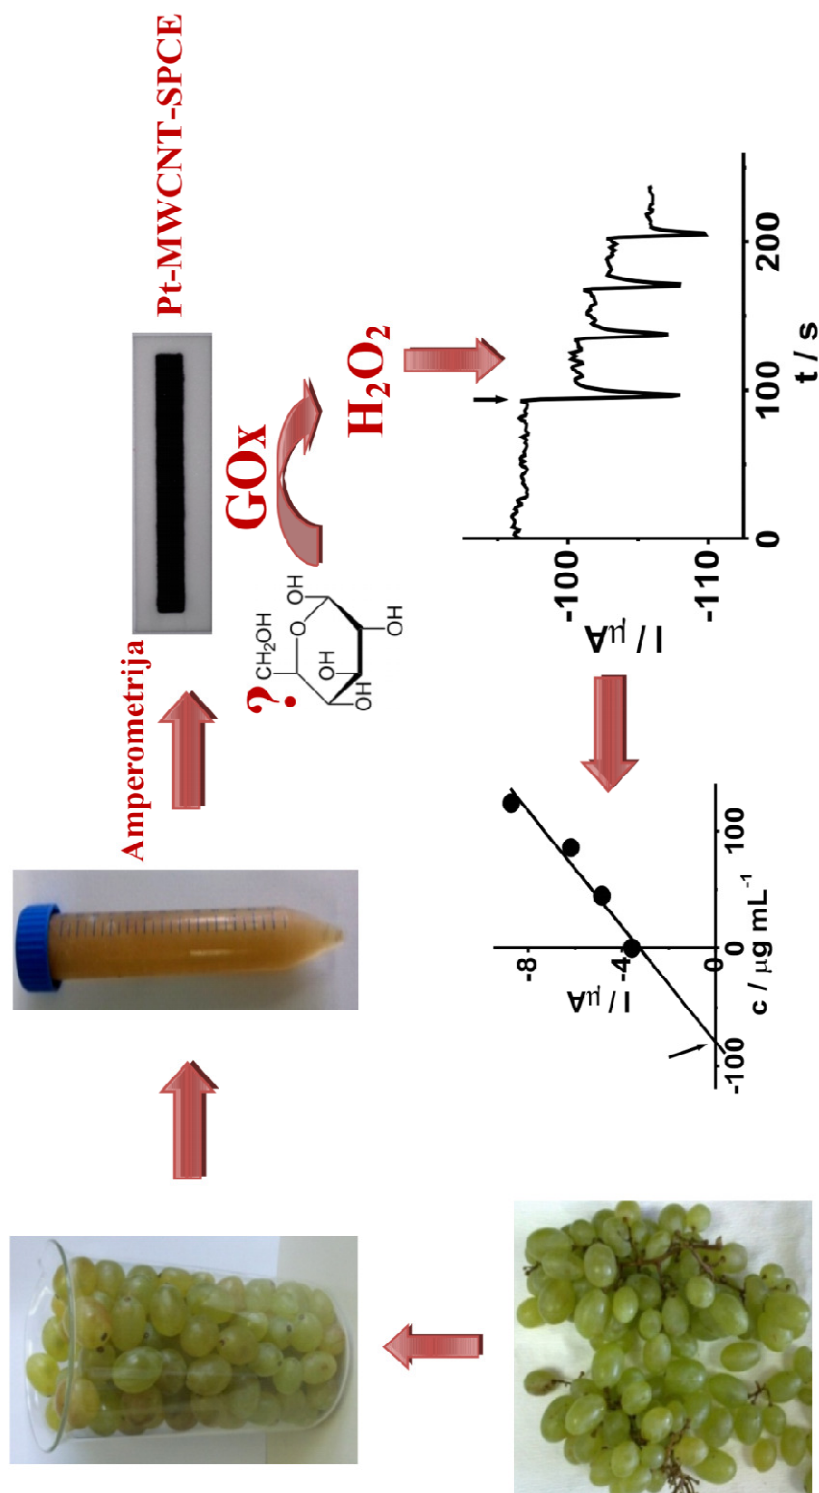 Amperometrija
Pt-MWCNT-SPCE
?
CH₂OH
O
OH
OH
OH
OH
GOx
H₂O₂
I / µA
-8
-4
0
-100
0
100
c / µg mL⁻¹
I / µA
-100
-110
0
100
200
t / s